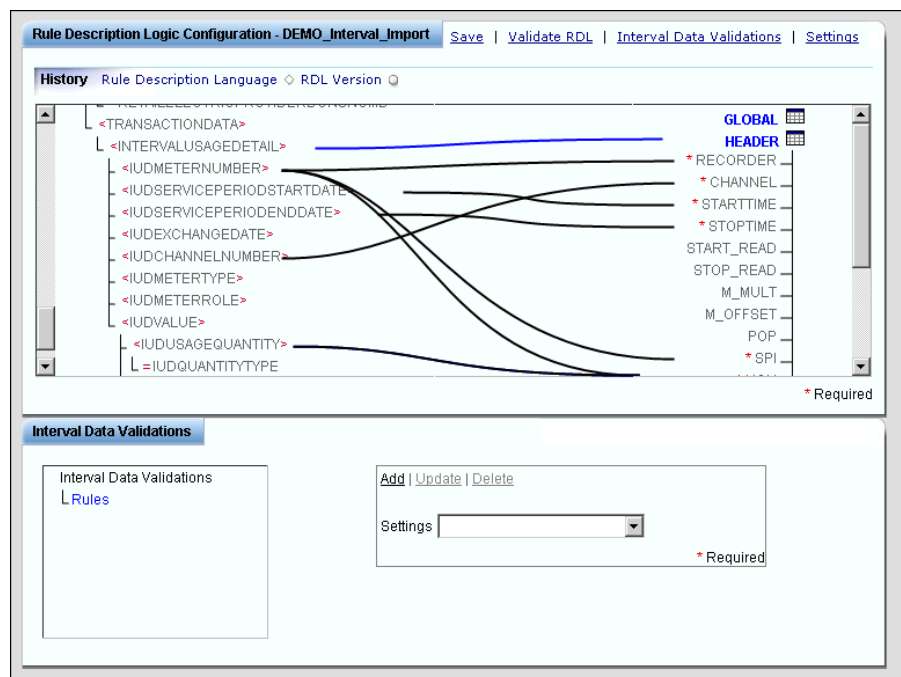 Rule Description Logic Configuration - DEMO_Interval_Import
Save | Validate RDL | Interval Data Validations | Settings
History Rule Description Language RDL Version
<TRANSACTIONDATA>
<INTERVALUSAGEDETAIL>
<IUDMETERNUMBER>
<IUDSERVICEPERIODSTARTDATE>
<IUDSERVICEPERIODENDDATE>
<IUDEXCHANGEDATE>
<IUDCHANNELNUMBER>
<IUDMETERTYPE>
<IUDMETERROLE>
<IUDVALUE>
<IUDUSAGEQUANTITY>
=IUDQUANTITYTYPE
GLOBAL
HEADER
* RECORDER
* CHANNEL
* STARTTIME
* STOPTIME
START_READ
STOP_READ
M_MULT
M_OFFSET
POP
* SPI
* Required
Interval Data Validations
Interval Data Validations
Rules
Add | Update | Delete
Settings
* Required